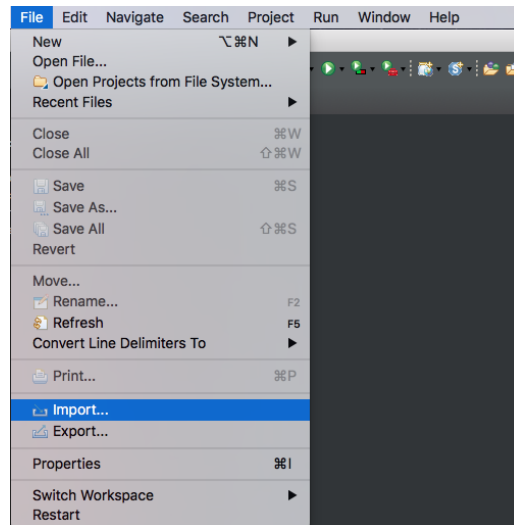 File Edit Navigate Search Project Run Window Help
New ⌥⌘N ▶
Open File...
Open Projects from File System...
Recent Files ▶
Close ⌘W
Close All ⇧⌘W
Save ⌘S
Save As...
Save All ⇧⌘S
Revert
Move...
Rename... F2
Refresh F5
Convert Line Delimiters To ▶
Print... ⌘P
Import...
Export...
Properties ⌘I
Switch Workspace ▶
Restart